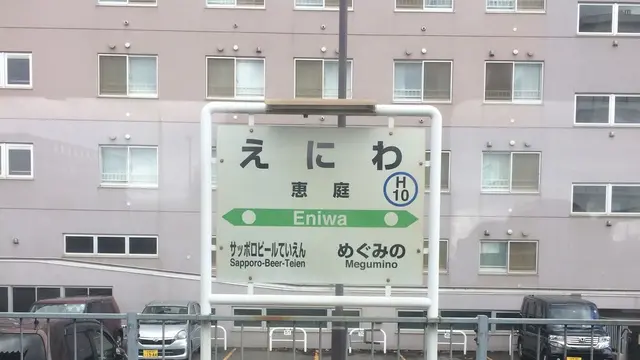 えにわ
恵庭
H
10
Eniwa
サッポロビールていえん
Sapporo-Beer-Teien
めぐみの
Megumino